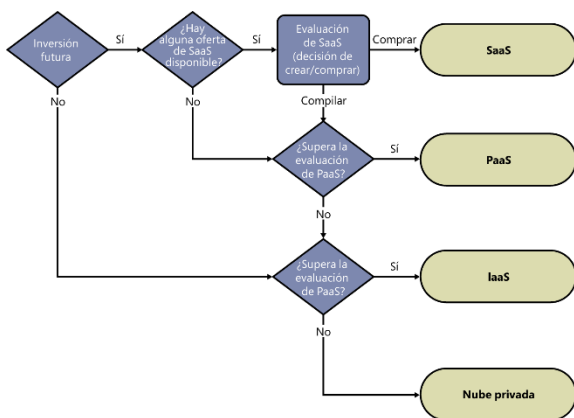 Inversión
futura
Sí
¿Hay
alguna oferta
de SaaS
disponible?
Sí
Evaluación
de SaaS
(decisión de
crear/comprar)
Comprar
SaaS
No
No
Compilar
¿Supera la
evaluación
de PaaS?
Sí
PaaS
No
¿Supera la
evaluación
de PaaS?
Sí
IaaS
No
Nube privada